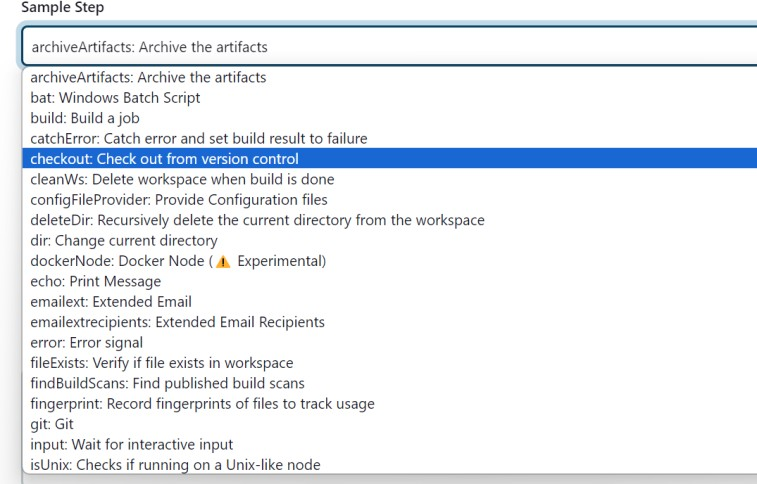 Sample Step
archiveArtifacts: Archive the artifacts
archiveArtifacts: Archive the artifacts
bat: Windows Batch Script
build: Build a job
catchError: Catch error and set build result to failure
checkout: Check out from version control
cleanWs: Delete workspace when build is done
configFileProvider: Provide Configuration files
deleteDir: Recursively delete the current directory from the workspace
dir: Change current directory
dockerNode: Docker Node (⚠ Experimental)
echo: Print Message
emailext: Extended Email
emailextrecipients: Extended Email Recipients
error: Error signal
fileExists: Verify if file exists in workspace
findBuildScans: Find published build scans
fingerprint: Record fingerprints of files to track usage
git: Git
input: Wait for interactive input
isUnix: Checks if running on a Unix-like node